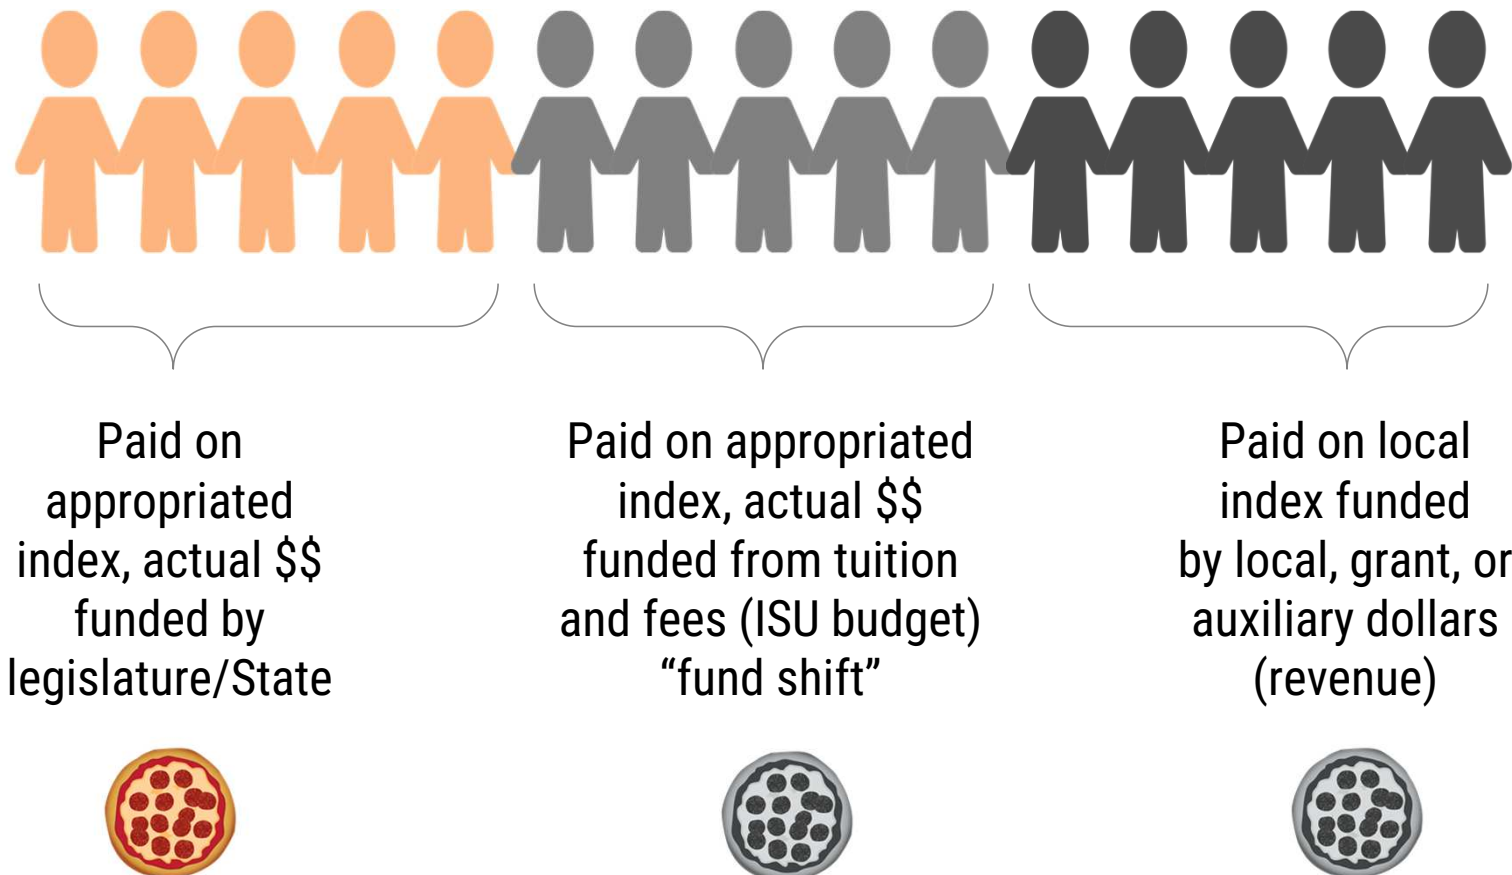 Paid on
appropriated
index, actual $$
funded by
legislature/State
Paid on appropriated
index, actual $$
funded from tuition
and fees (ISU budget)
“fund shift”
Paid on local
index funded
by local, grant, or
auxiliary dollars
(revenue)